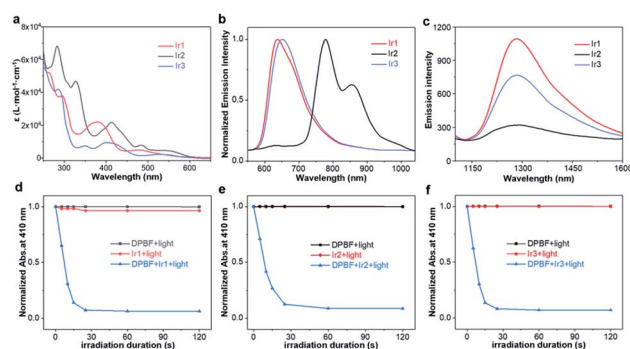 a
8x10⁴
6x10⁴
4x10⁴
2x10⁴
0
ε (L·mol⁻¹·cm⁻¹)
Ir1
Ir2
Ir3
300
400
500
600
Wavelength (nm)
b
1.0
0.5
0.0
Normalized Emission Intensity
Ir1
Ir2
Ir3
600
700
800
900
1000
Wavelength (nm)
c
1200
900
600
300
0
Emission intensity
Ir1
Ir2
Ir3
1150
1300
1450
1600
Wavelength (nm)
d
1.0
0.5
0.0
Normalized Abs.at 410 nm
DPBF+light
Ir1+light
DPBF+Ir1+light
0
30
60
90
120
irradiation duration (s)
e
1.0
0.5
0.0
Normalized Abs.at 410 nm
DPBF+light
Ir2+light
DPBF+Ir2+light
0
30
60
90
120
irradiation duration (s)
f
1.0
0.5
0.0
Normalized Abs.at 410 nm
DPBF+light
Ir3+light
DPBF+Ir3+light
0
30
60
90
120
irradiation duration (s)